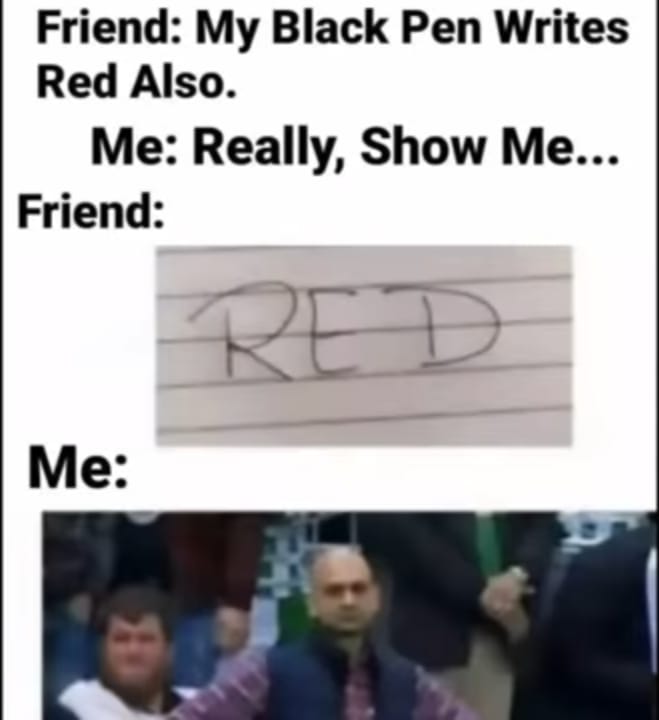 Friend: My Black Pen Writes
Red Also.
Me: Really, Show Me...
Friend:
RED
Me: